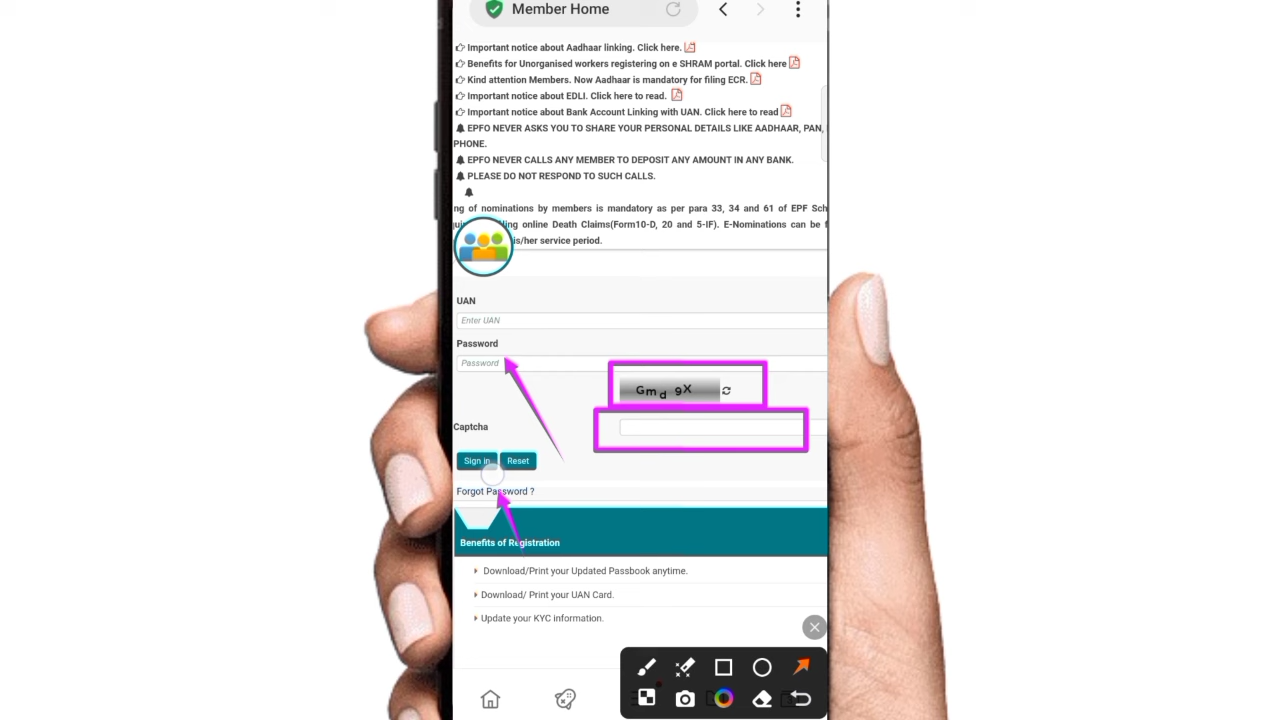 Member Home
Important notice about Aadhaar linking. Click here.
Benefits for Unorganised workers registering on e SHRAM portal. Click here
Kind attention Members. Now Aadhaar is mandatory for filing ECR.
Important notice about EDLI. Click here to read.
Important notice about Bank Account Linking with UAN. Click here to read
EPFO NEVER ASKS YOU TO SHARE YOUR PERSONAL DETAILS LIKE AADHAAR, PAN,
PHONE.
EPFO NEVER CALLS ANY MEMBER TO DEPOSIT ANY AMOUNT IN ANY BANK.
PLEASE DO NOT RESPOND TO SUCH CALLS.
ng of nominations by members is mandatory as per para 33, 34 and 61 of EPF Sch
online Death Claims(Form10-D, 20 and 5-IF). E-Nominations can be f
is/her service period.
UAN
Enter UAN
Password
Password
Gmd 9X
Captcha
Sign in Reset
Forgot Password ?
Benefits of Registration
Download/Print your Updated Passbook anytime.
Download/ Print your UAN Card.
Update your KYC information.